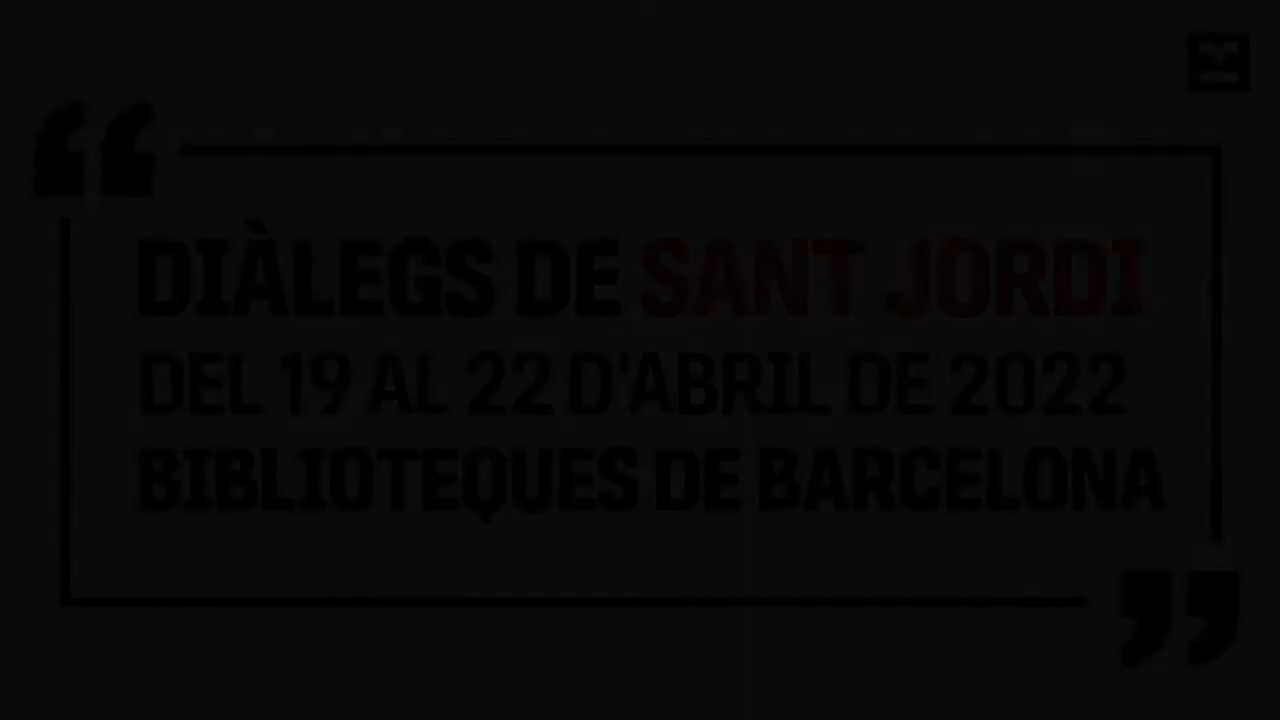 DIÀLEGS DE SANT JORDI
DEL 19 AL 22 D'ABRIL DE 2022
BIBLIOTEQUES DE BARCELONA